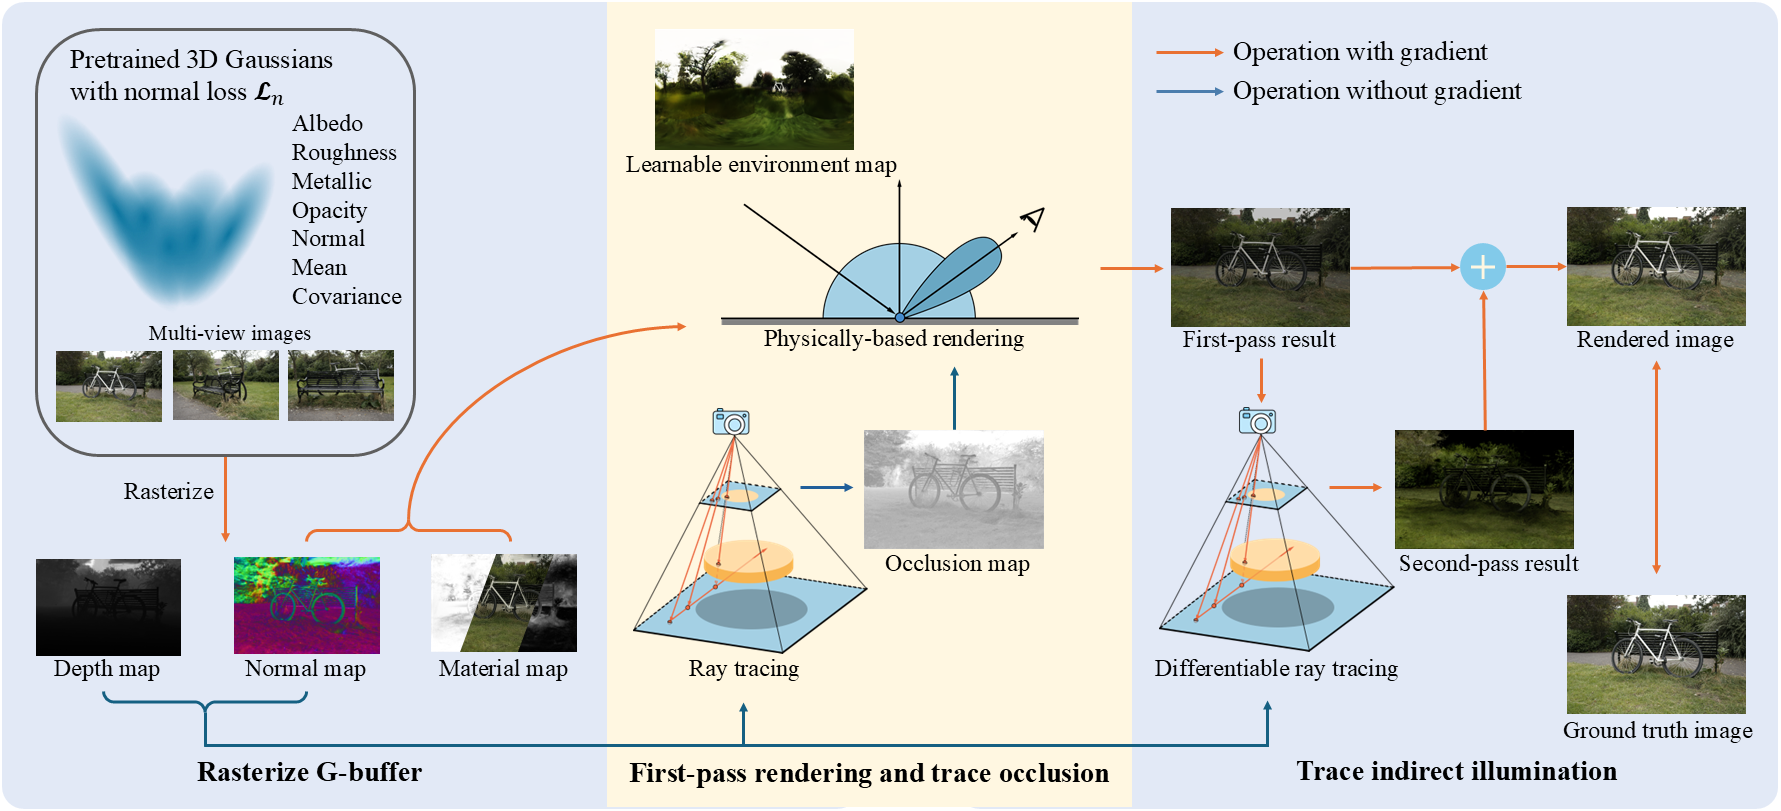 Pretrained 3D Gaussians
with normal loss 𝓛ₙ
Albedo
Roughness
Metallic
Opacity
Normal
Mean
Covariance
Multi-view images
Rasterize
Depth map
Normal map
Material map
Rasterize G-buffer
Learnable environment map
Physically-based rendering
Occlusion map
Ray tracing
First-pass rendering and trace occlusion
Operation with gradient
Operation without gradient
First-pass result
Rendered image
Second-pass result
Differentiable ray tracing
Ground truth image
Trace indirect illumination